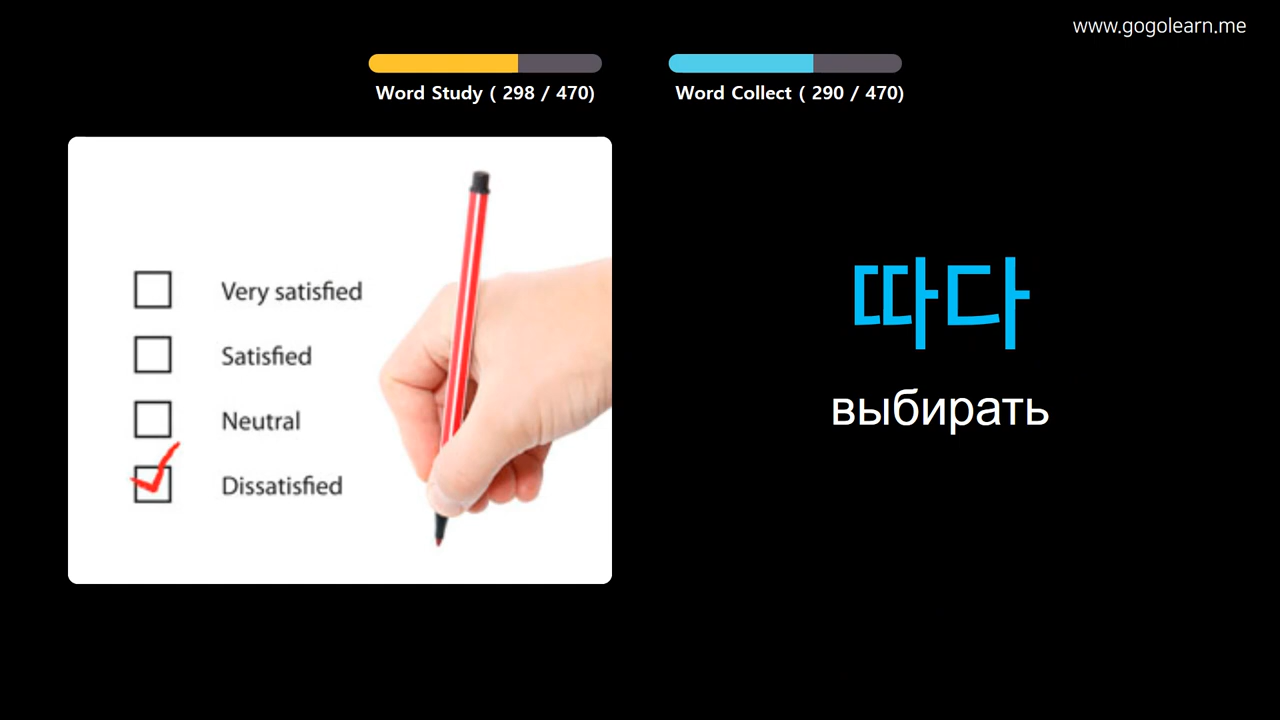 www.gogolearn.me
Word Study ( 298 / 470)
Word Collect ( 290 / 470)
Very satisfied
Satisfied
Neutral
Dissatisfied
따다
выбирать